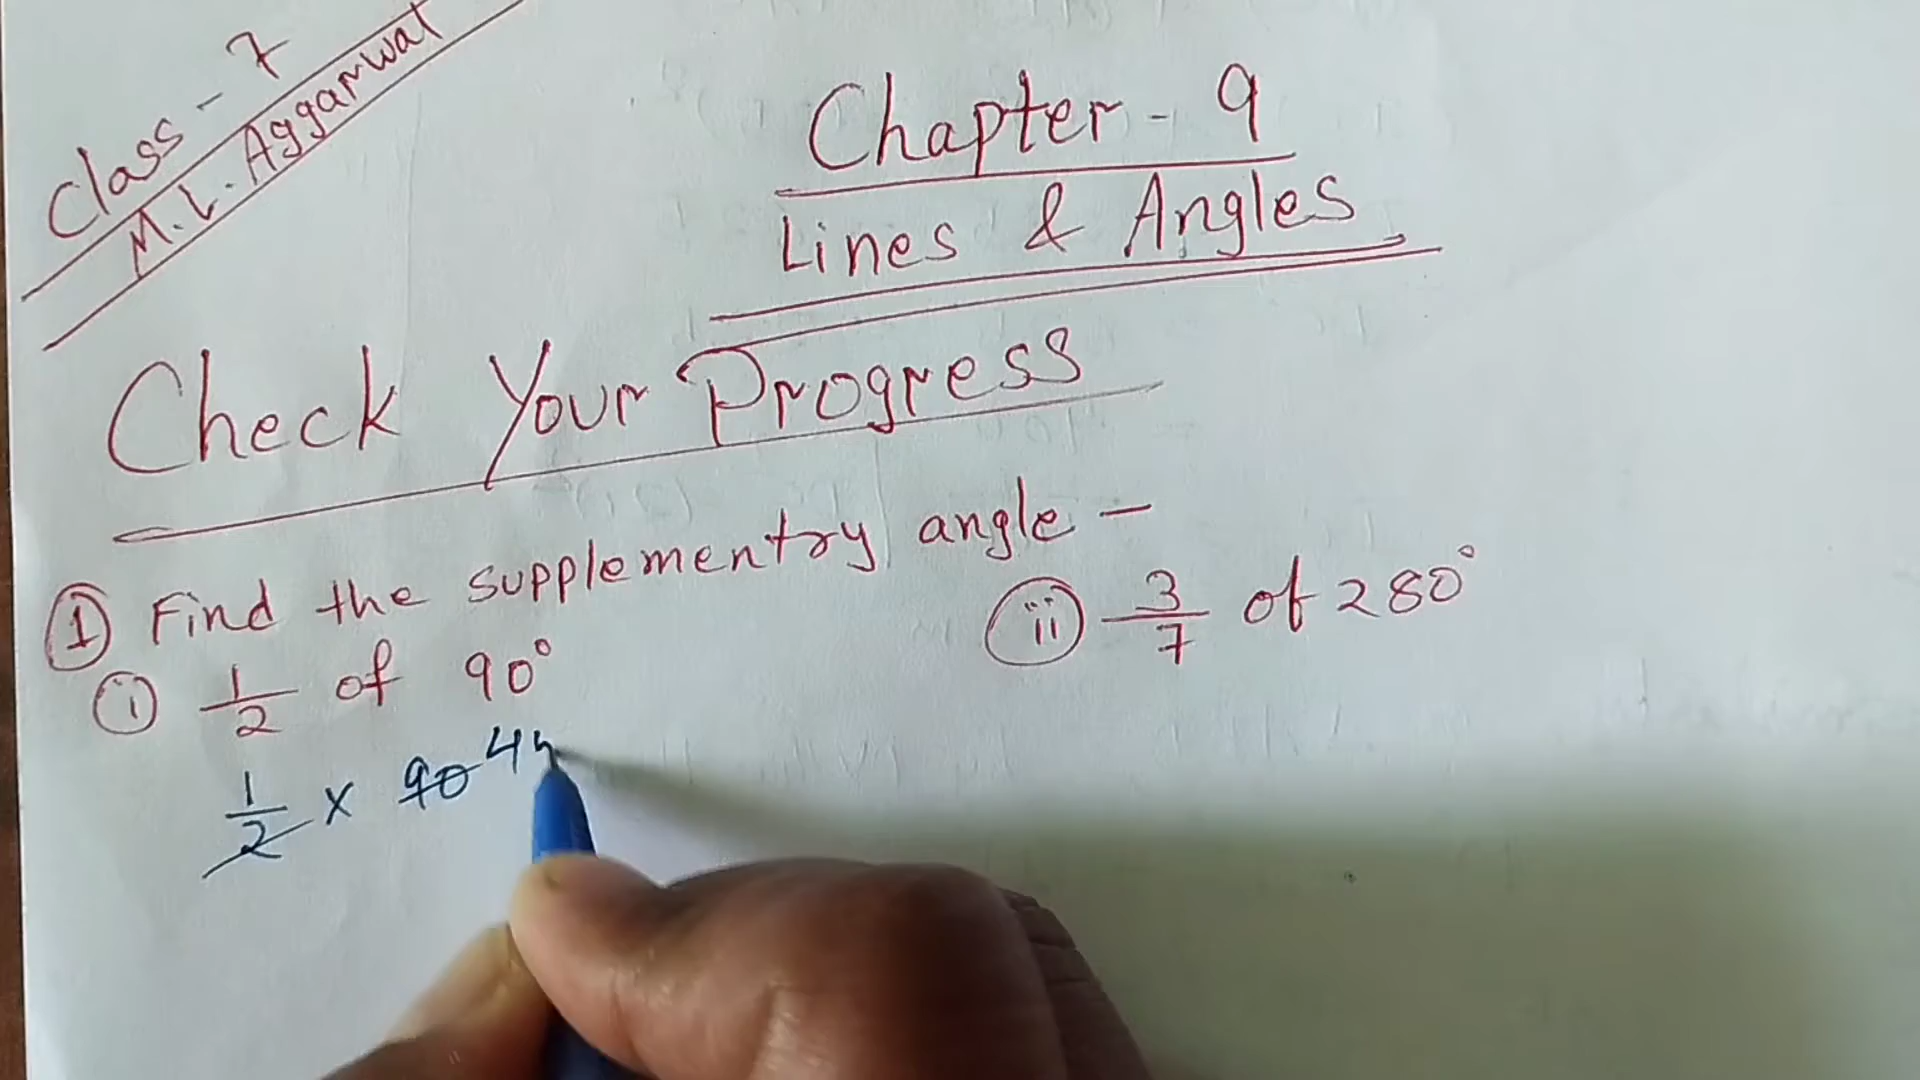 Class - 7
M.L. Aggarwal
Chapter - 9
Lines & Angles
Check Your Progress
① Find the supplementry angle —
(i) 1/2 of 90°
(ii) 3/7 of 280°
1/2 × 90 45